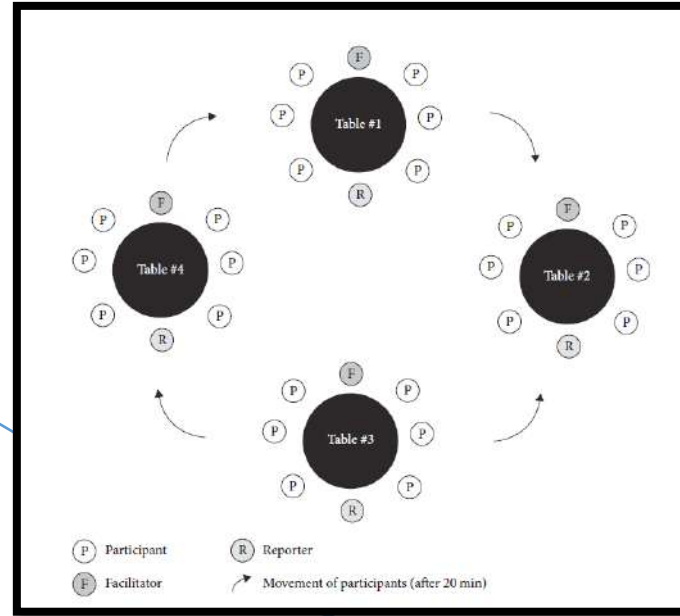 F
P P
P Table #1 P
P P
R
F
P P
P Table #4 P
P P
R
F
P P
P Table #2 P
P P
R
F
P P
P Table #3 P
P P
R
P Participant R Reporter
F Facilitator Movement of participants (after 20 min)